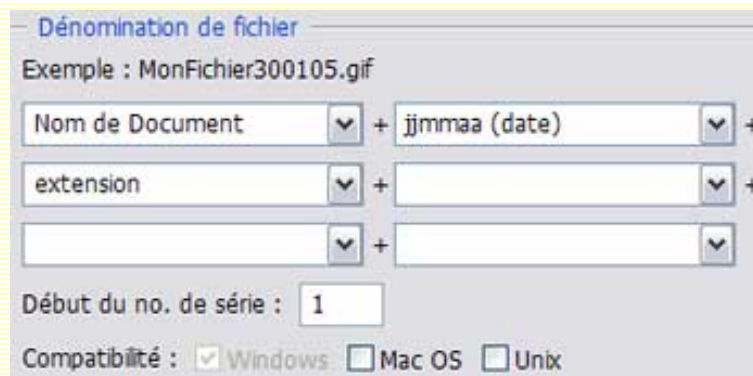 Dénomination de fichier
Exemple : MonFichier300105.gif
Nom de Document + jjmmaa (date) +
extension + +
+
Début du no. de série : 1
Compatibilité : Windows Mac OS Unix